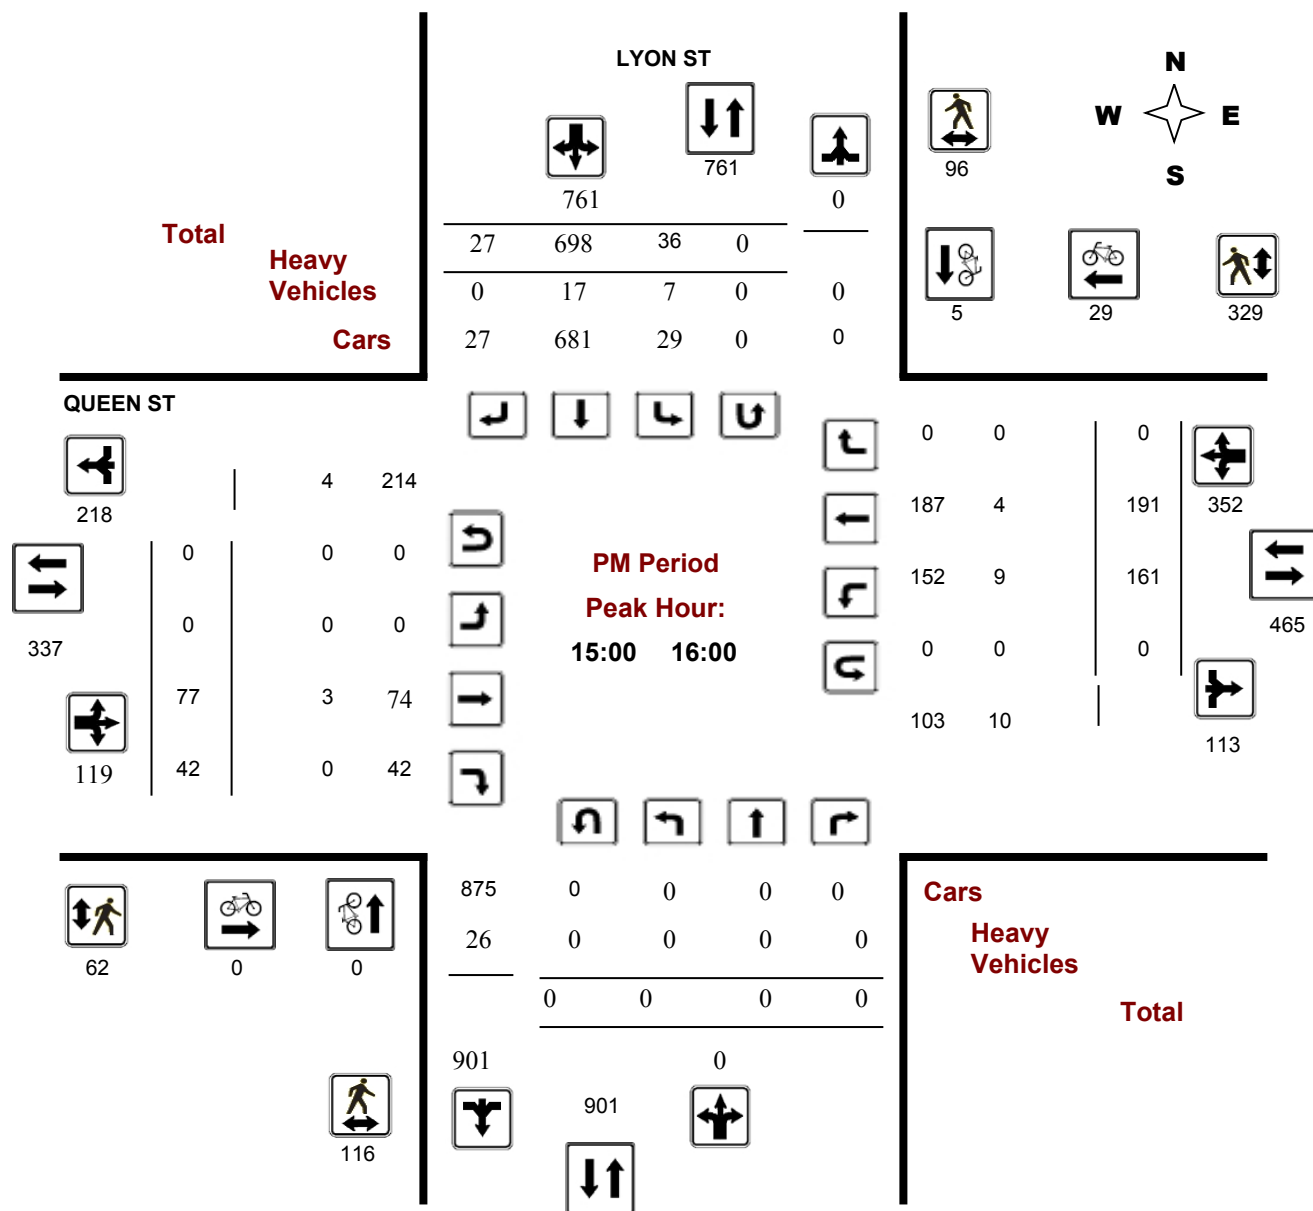 LYON ST
N
W E
S
761
761
0
96
Total
27 698 36 0
Heavy
Vehicles
0 17 7 0 0
Cars
27 681 29 0 0
5 29 329
QUEEN ST
218
4 214
0 0 0
0 0 0
337
77 3 74
119
42 0 42
PM Period
Peak Hour:
15:00 16:00
0 0 0
187 4 191
352
152 9 161
465
0 0 0
103 10
113
62 0 0
116
875 0 0 0 0
26 0 0 0 0
0 0 0 0
901 0
901
Cars
Heavy
Vehicles
Total